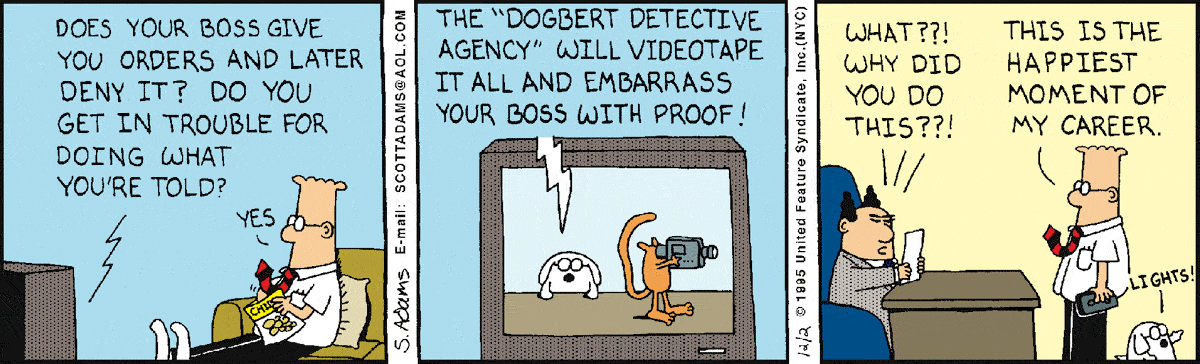 DOES YOUR BOSS GIVE
YOU ORDERS AND LATER
DENY IT? DO YOU
GET IN TROUBLE FOR
DOING WHAT
YOU'RE TOLD?
YES
S. Adams E-mail: SCOTTADAMS@AOL.COM
THE "DOGBERT DETECTIVE
AGENCY" WILL VIDEOTAPE
IT ALL AND EMBARRASS
YOUR BOSS WITH PROOF!
12/2 © 1995 United Feature Syndicate, Inc.(NYC)
WHAT??!
WHY DID
YOU DO
THIS??!
THIS IS THE
HAPPIEST
MOMENT OF
MY CAREER.
LIGHTS!